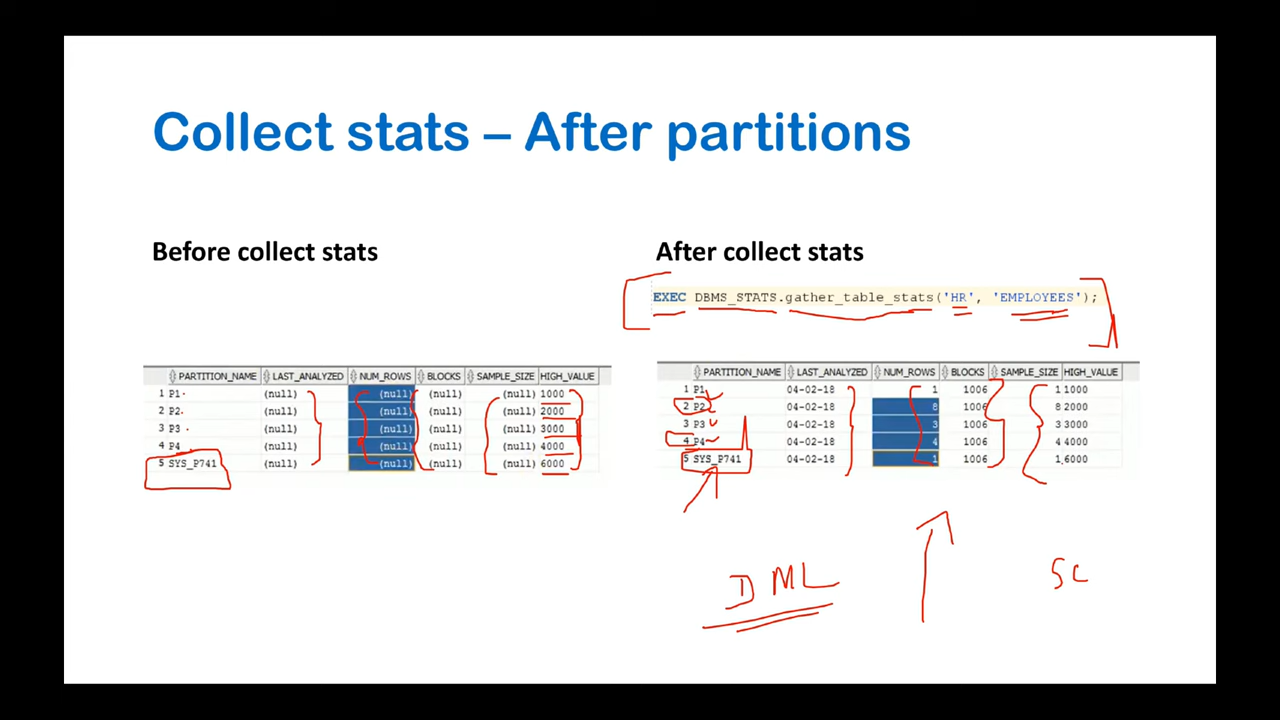 Collect stats – After partitions
Before collect stats
PARTITION_NAME LAST_ANALYZED NUM_ROWS BLOCKS SAMPLE_SIZE HIGH_VALUE
1 P1 (null) (null) (null) (null) 1000
2 P2 (null) (null) (null) (null) 2000
3 P3 (null) (null) (null) (null) 3000
4 P4 (null) (null) (null) (null) 4000
5 SYS_P741 (null) (null) (null) (null) 6000
After collect stats
EXEC DBMS_STATS.gather_table_stats('HR', 'EMPLOYEES');
PARTITION_NAME LAST_ANALYZED NUM_ROWS BLOCKS SAMPLE_SIZE HIGH_VALUE
1 P1 04-02-18 1 1006 1 1000
2 P2 04-02-18 8 1006 8 2000
3 P3 04-02-18 3 1006 3 3000
4 P4 04-02-18 4 1006 4 4000
5 SYS_P741 04-02-18 1 1006 1 6000
DML
SC